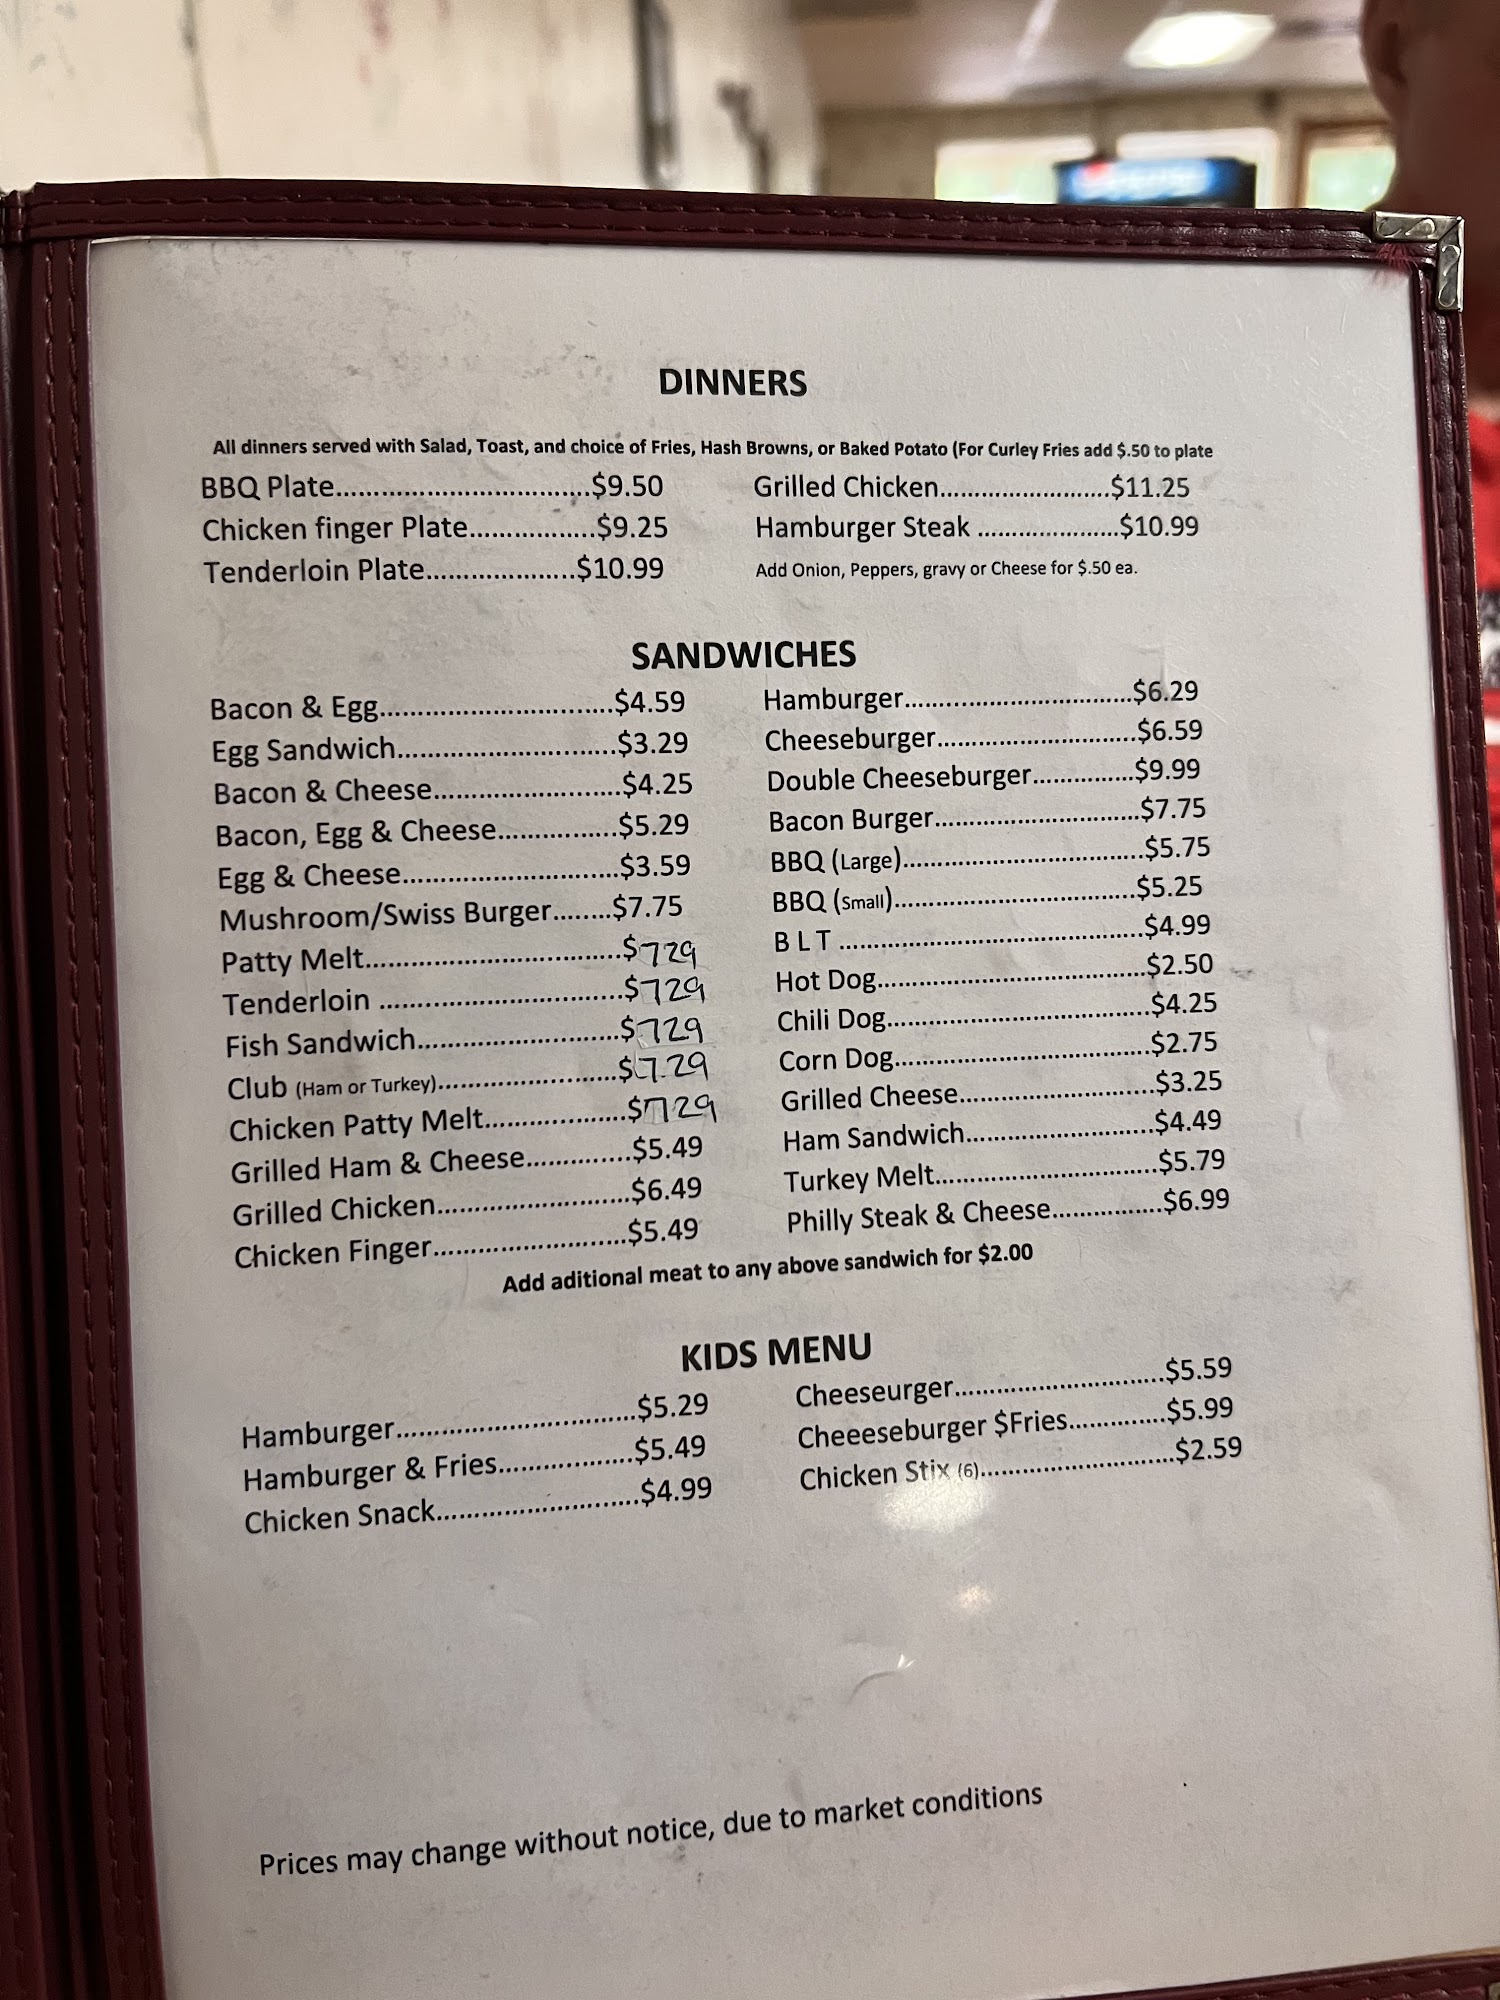 DINNERS
All dinners served with Salad, Toast, and choice of Fries, Hash Browns, or Baked Potato (For Curley Fries add $.50 to plate
BBQ Plate.................................$9.50
Chicken finger Plate.................$9.25
Tenderloin Plate.....................$10.99
Grilled Chicken........................$11.25
Hamburger Steak ....................$10.99
Add Onion, Peppers, gravy or Cheese for $.50 ea.
SANDWICHES
Bacon & Egg................................$4.59
Egg Sandwich..............................$3.29
Bacon & Cheese.........................$4.25
Bacon, Egg & Cheese................$5.29
Egg & Cheese.............................$3.59
Mushroom/Swiss Burger........$7.75
Patty Melt..................................$729
Tenderloin .................................$729
Fish Sandwich...........................$729
Club (Ham or Turkey).......................$7.29
Chicken Patty Melt...................$729
Grilled Ham & Cheese..............$5.49
Grilled Chicken..........................$6.49
Chicken Finger..........................$5.49
Hamburger...............................$6.29
Cheeseburger...........................$6.59
Double Cheeseburger..............$9.99
Bacon Burger............................$7.75
BBQ (Large)................................$5.75
BBQ (Small)................................$5.25
B L T ........................................$4.99
Hot Dog....................................$2.50
Chili Dog...................................$4.25
Corn Dog..................................$2.75
Grilled Cheese..........................$3.25
Ham Sandwich.........................$4.49
Turkey Melt..............................$5.79
Philly Steak & Cheese...............$6.99
Add aditional meat to any above sandwich for $2.00
KIDS MENU
Hamburger................................$5.29
Hamburger & Fries..................$5.49
Chicken Snack...........................$4.99
Cheeseurger............................$5.59
Cheeeseburger $Fries.............$5.99
Chicken Stix (6)..........................$2.59
Prices may change without notice, due to market conditions